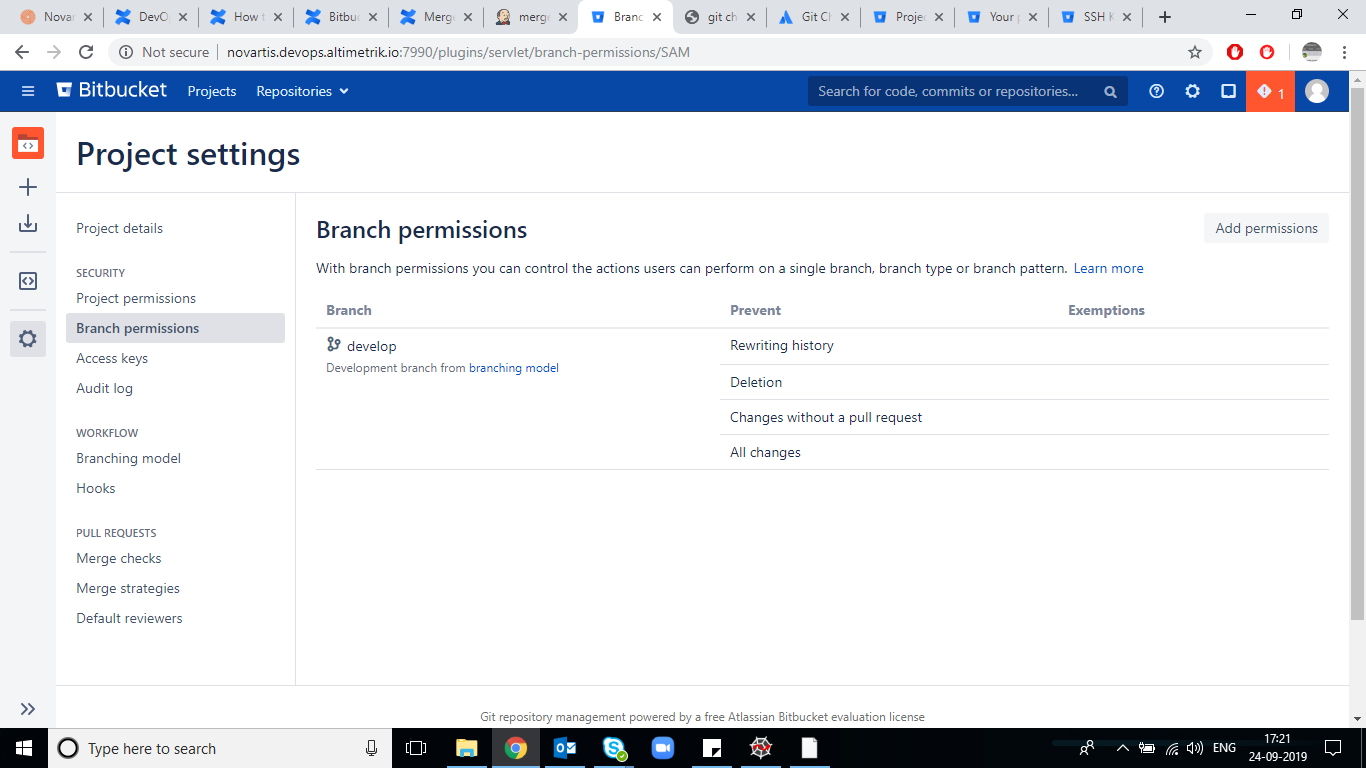 Novar
DevO
How t
Bitbuc
Merge
merge
Branc
git ch
Git Ch
Projec
Your p
SSH K
Not secure
novartis.devops.altimetrik.io:7990/plugins/servlet/branch-permissions/SAM
Bitbucket Projects Repositories Search for code, commits or repositories... 1
Project settings
Project details
SECURITY
Project permissions
Branch permissions
Access keys
Audit log
WORKFLOW
Branching model
Hooks
PULL REQUESTS
Merge checks
Merge strategies
Default reviewers
Branch permissions
Add permissions
With branch permissions you can control the actions users can perform on a single branch, branch type or branch pattern. Learn more
Branch Prevent Exemptions
develop
Development branch from branching model
Rewriting history
Deletion
Changes without a pull request
All changes
Git repository management powered by a free Atlassian Bitbucket evaluation license
Type here to search
ENG
17:21
24-09-2019